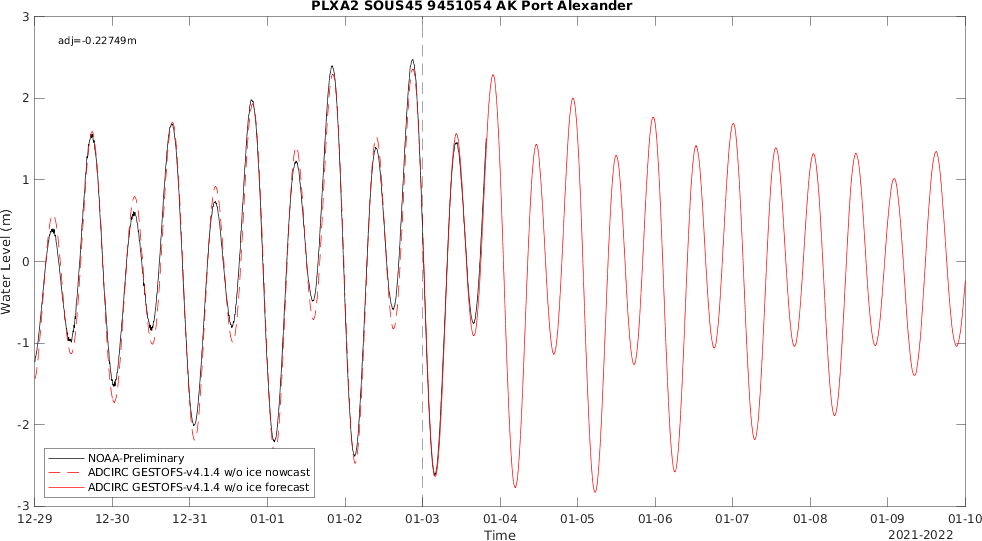 PLXA2 SOUS45 9451054 AK Port Alexander
adj=-0.22749m
3
2
1
0
-1
-2
-3
Water Level (m)
NOAA-Preliminary
ADCIRC GESTOFS-v4.1.4 w/o ice nowcast
ADCIRC GESTOFS-v4.1.4 w/o ice forecast
12-29 12-30 12-31 01-01 01-02 01-03 01-04 01-05 01-06 01-07 01-08 01-09 01-10
Time
2021-2022